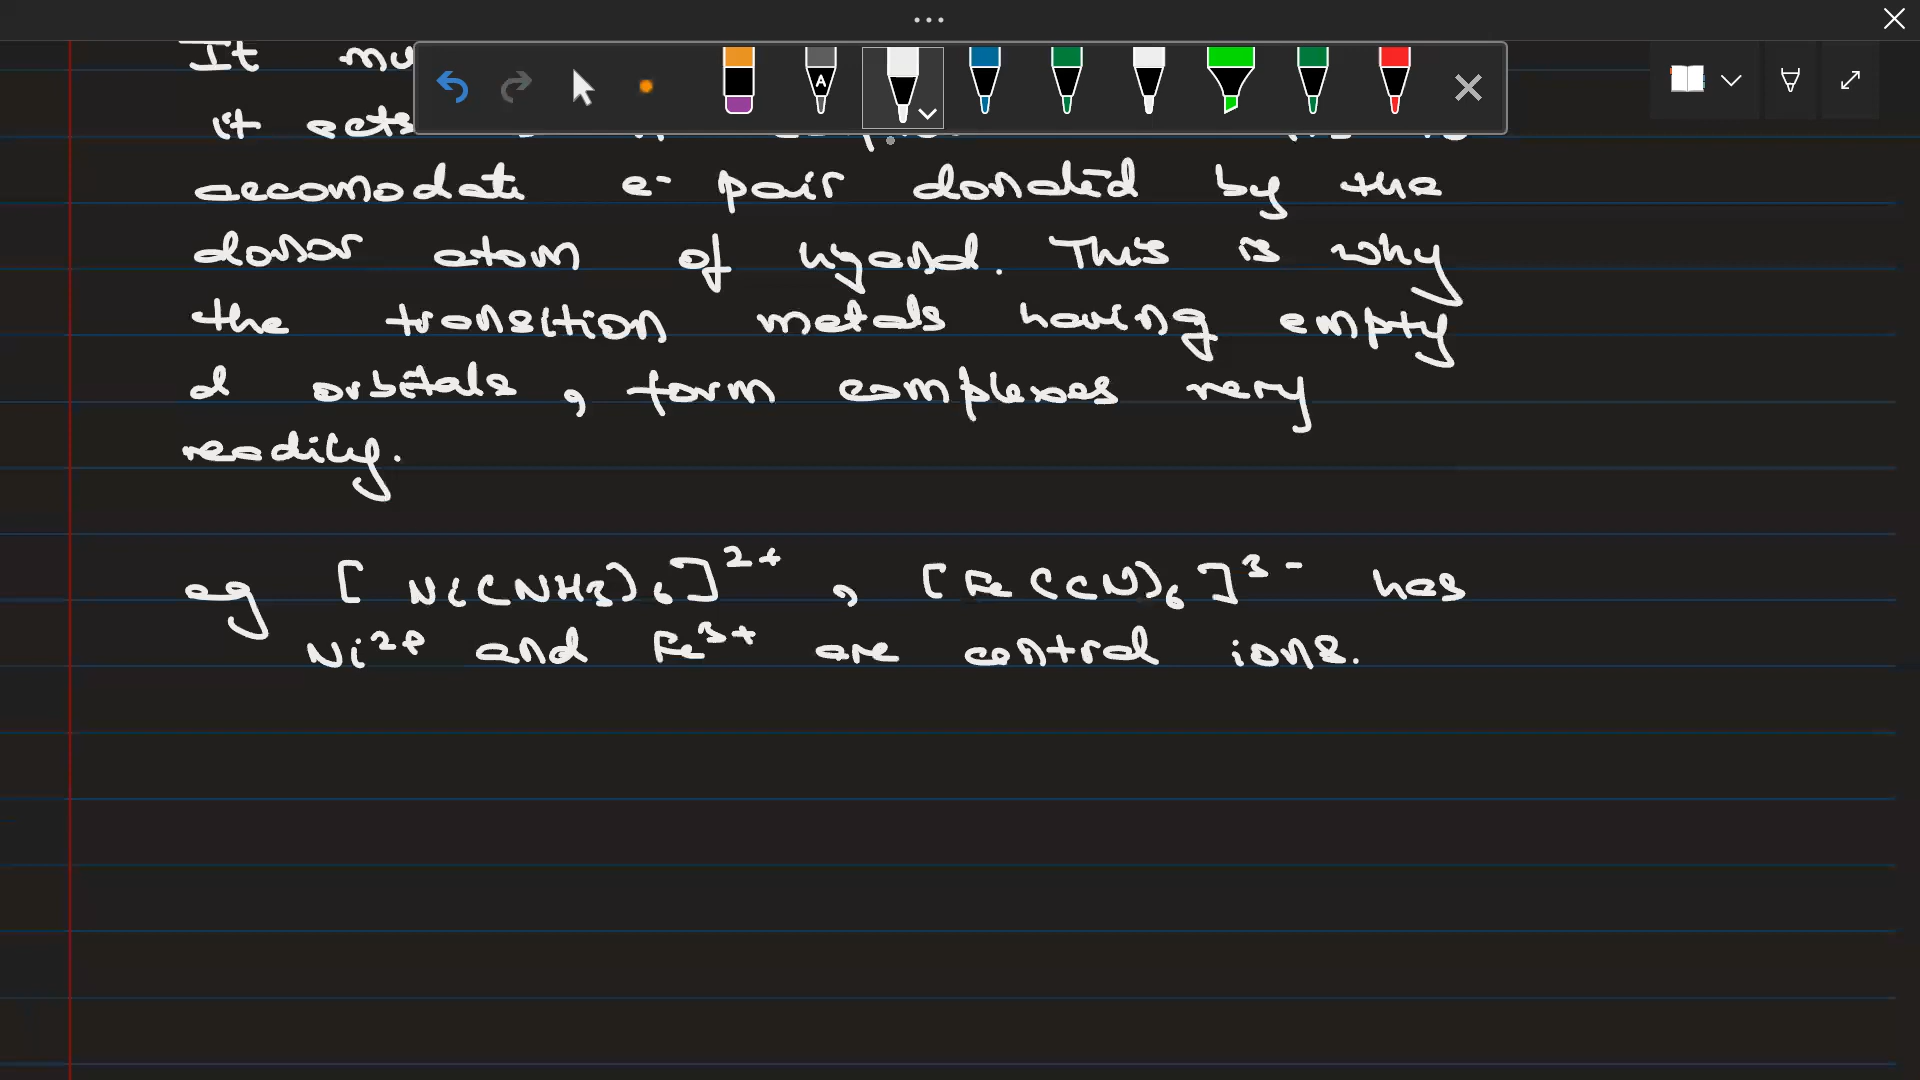 It
it acts
accomodate e- pair donated by the
donor atom of ligand. This is why
the transition metals having empty
d orbitals, form complexes very
readily.
eg [Ni(NH3)6]²⁺, [Fe(CN)6]³⁻ has
Ni²⁺ and Fe³⁺ are central ions.